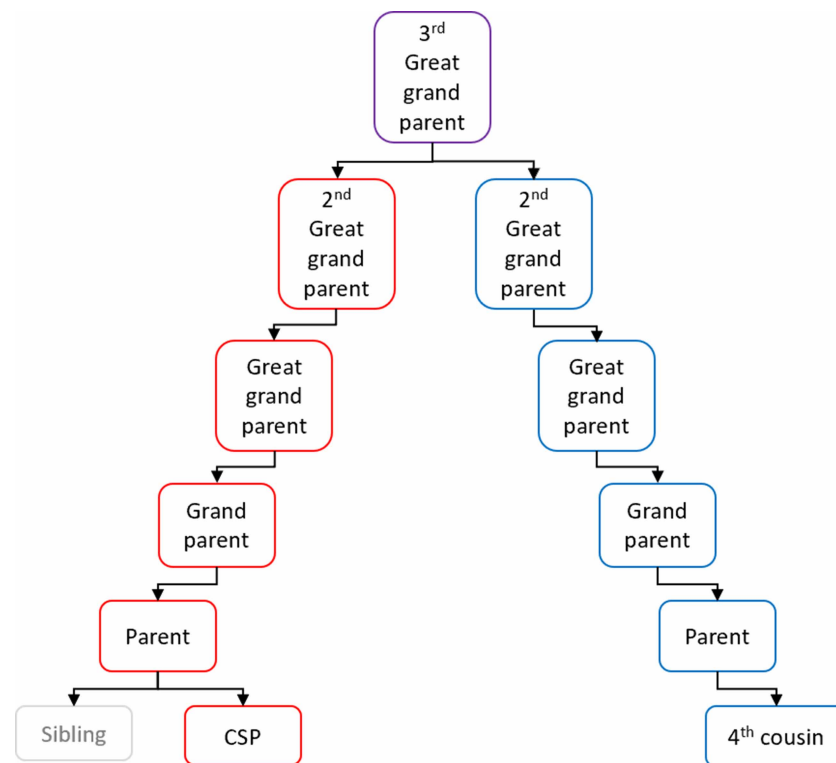 3rd
Great
grand
parent
2nd
Great
grand
parent
2nd
Great
grand
parent
Great
grand
parent
Great
grand
parent
Grand
parent
Grand
parent
Parent
Parent
Sibling
CSP
4th cousin